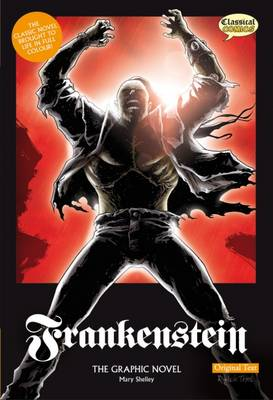 THE
CLASSIC NOVEL
BROUGHT TO
LIFE IN FULL
COLOUR!
Classical
COMICS
Frankenstein
THE GRAPHIC NOVEL
Mary Shelley
Original Text